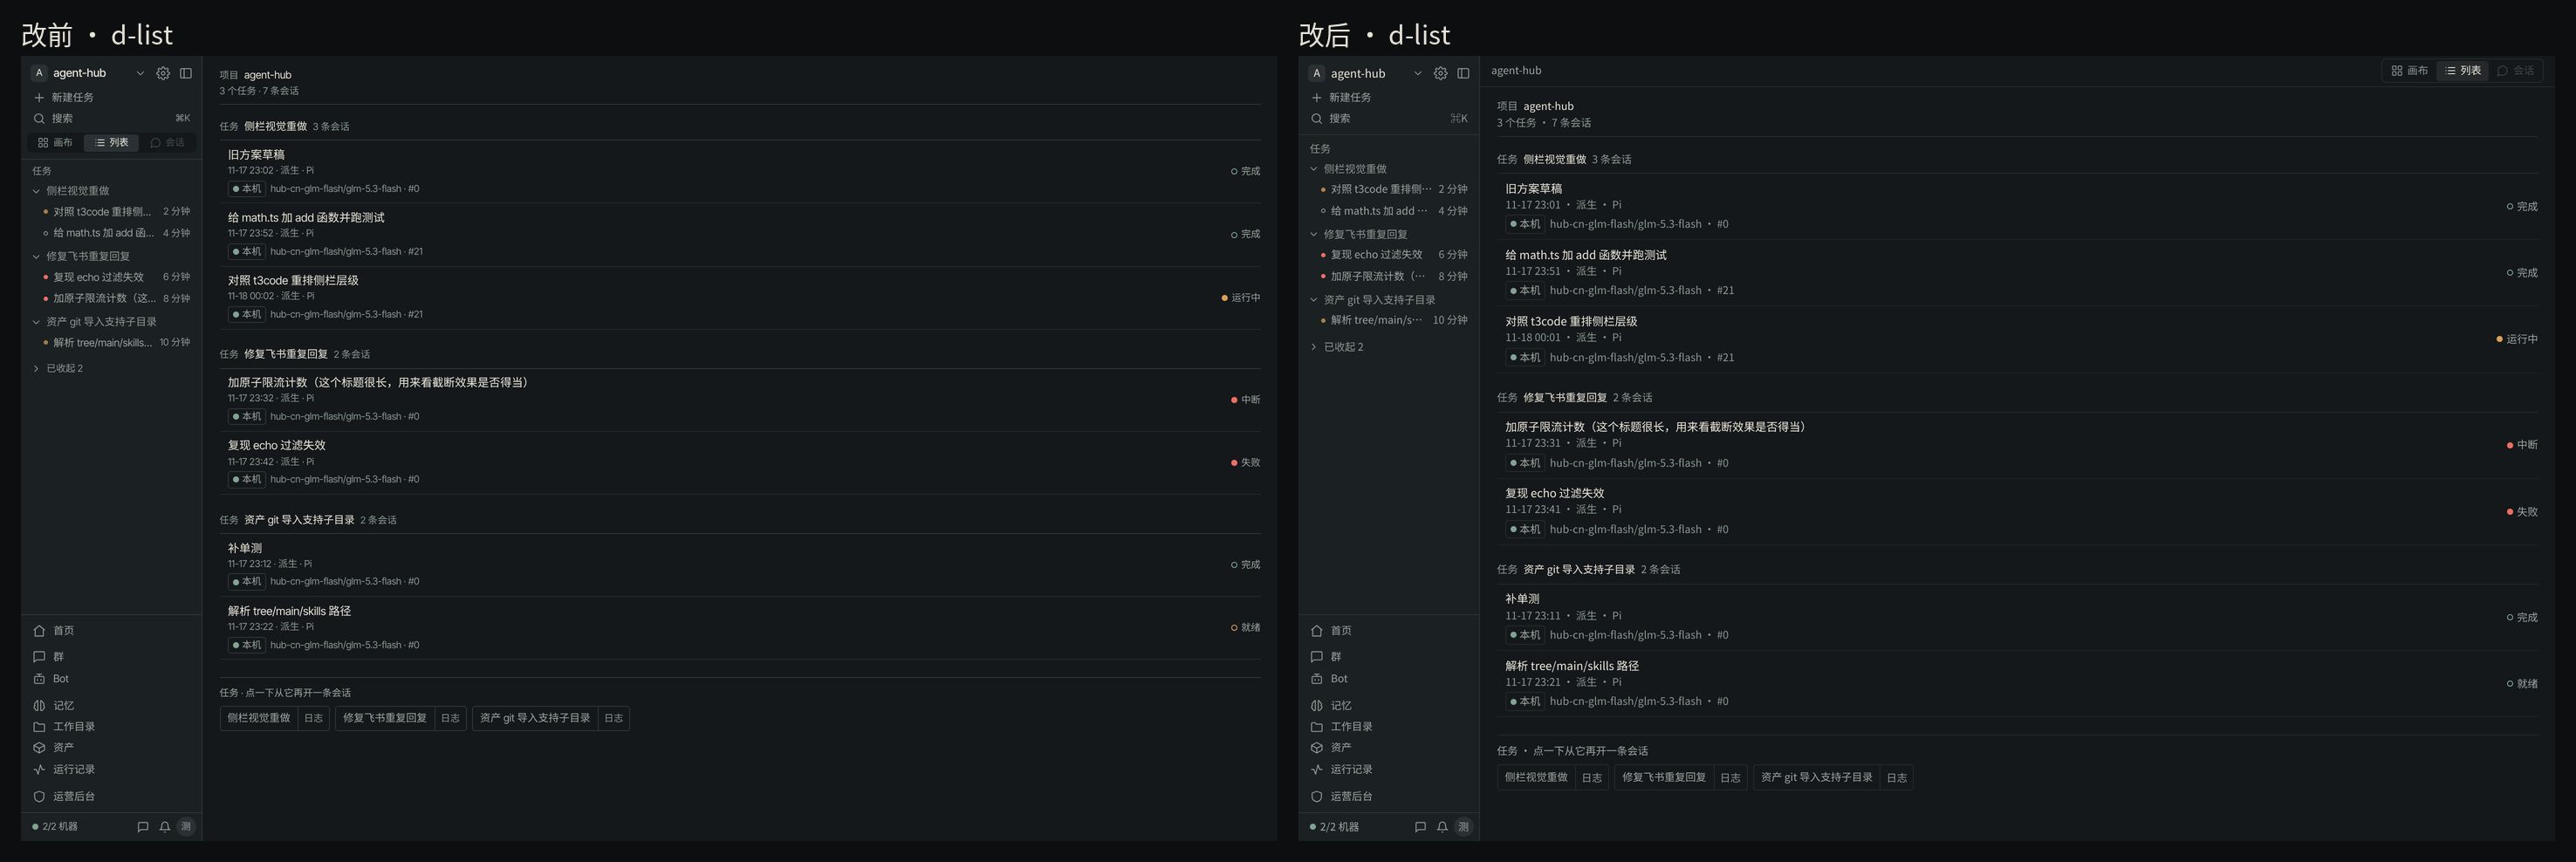 改前 · d-list
A agent-hub
新建任务
搜索 ⌘K
画布 列表 会话
任务
侧栏视觉重做
对照 t3code 重排侧... 2 分钟
给 math.ts 加 add 函... 4 分钟
修复飞书重复回复
复现 echo 过滤失效 6 分钟
加原子限流计数（这... 8 分钟
资产 git 导入支持子目录
解析 tree/main/skills... 10 分钟
已收起 2
首页
群
Bot
记忆
工作目录
资产
运行记录
运营后台
2/2 机器 测
项目 agent-hub
3 个任务 · 7 条会话
任务 侧栏视觉重做 3 条会话
旧方案草稿
11-17 23:02 · 派生 · Pi
本机 hub-cn-glm-flash/glm-5.3-flash · #0
完成
给 math.ts 加 add 函数并跑测试
11-17 23:52 · 派生 · Pi
本机 hub-cn-glm-flash/glm-5.3-flash · #21
完成
对照 t3code 重排侧栏层级
11-18 00:02 · 派生 · Pi
本机 hub-cn-glm-flash/glm-5.3-flash · #21
运行中
任务 修复飞书重复回复 2 条会话
加原子限流计数（这个标题很长，用来看截断效果是否得当）
11-17 23:32 · 派生 · Pi
本机 hub-cn-glm-flash/glm-5.3-flash · #0
中断
复现 echo 过滤失效
11-17 23:42 · 派生 · Pi
本机 hub-cn-glm-flash/glm-5.3-flash · #0
失败
任务 资产 git 导入支持子目录 2 条会话
补单测
11-17 23:12 · 派生 · Pi
本机 hub-cn-glm-flash/glm-5.3-flash · #0
完成
解析 tree/main/skills 路径
11-17 23:22 · 派生 · Pi
本机 hub-cn-glm-flash/glm-5.3-flash · #0
就绪
任务 · 点一下从它再开一条会话
侧栏视觉重做 日志 修复飞书重复回复 日志 资产 git 导入支持子目录 日志
改后 · d-list
A agent-hub
新建任务
搜索 ⌘K
任务
侧栏视觉重做
对照 t3code 重排侧… 2 分钟
给 math.ts 加 add … 4 分钟
修复飞书重复回复
复现 echo 过滤失效 6 分钟
加原子限流计数（… 8 分钟
资产 git 导入支持子目录
解析 tree/main/s… 10 分钟
已收起 2
首页
群
Bot
记忆
工作目录
资产
运行记录
运营后台
2/2 机器 测
agent-hub 画布 列表 会话
项目 agent-hub
3 个任务 · 7 条会话
任务 侧栏视觉重做 3 条会话
旧方案草稿
11-17 23:01 · 派生 · Pi
本机 hub-cn-glm-flash/glm-5.3-flash · #0
完成
给 math.ts 加 add 函数并跑测试
11-17 23:51 · 派生 · Pi
本机 hub-cn-glm-flash/glm-5.3-flash · #21
完成
对照 t3code 重排侧栏层级
11-18 00:01 · 派生 · Pi
本机 hub-cn-glm-flash/glm-5.3-flash · #21
运行中
任务 修复飞书重复回复 2 条会话
加原子限流计数（这个标题很长，用来看截断效果是否得当）
11-17 23:31 · 派生 · Pi
本机 hub-cn-glm-flash/glm-5.3-flash · #0
中断
复现 echo 过滤失效
11-17 23:41 · 派生 · Pi
本机 hub-cn-glm-flash/glm-5.3-flash · #0
失败
任务 资产 git 导入支持子目录 2 条会话
补单测
11-17 23:11 · 派生 · Pi
本机 hub-cn-glm-flash/glm-5.3-flash · #0
完成
解析 tree/main/skills 路径
11-17 23:21 · 派生 · Pi
本机 hub-cn-glm-flash/glm-5.3-flash · #0
就绪
任务 · 点一下从它再开一条会话
侧栏视觉重做 日志 修复飞书重复回复 日志 资产 git 导入支持子目录 日志